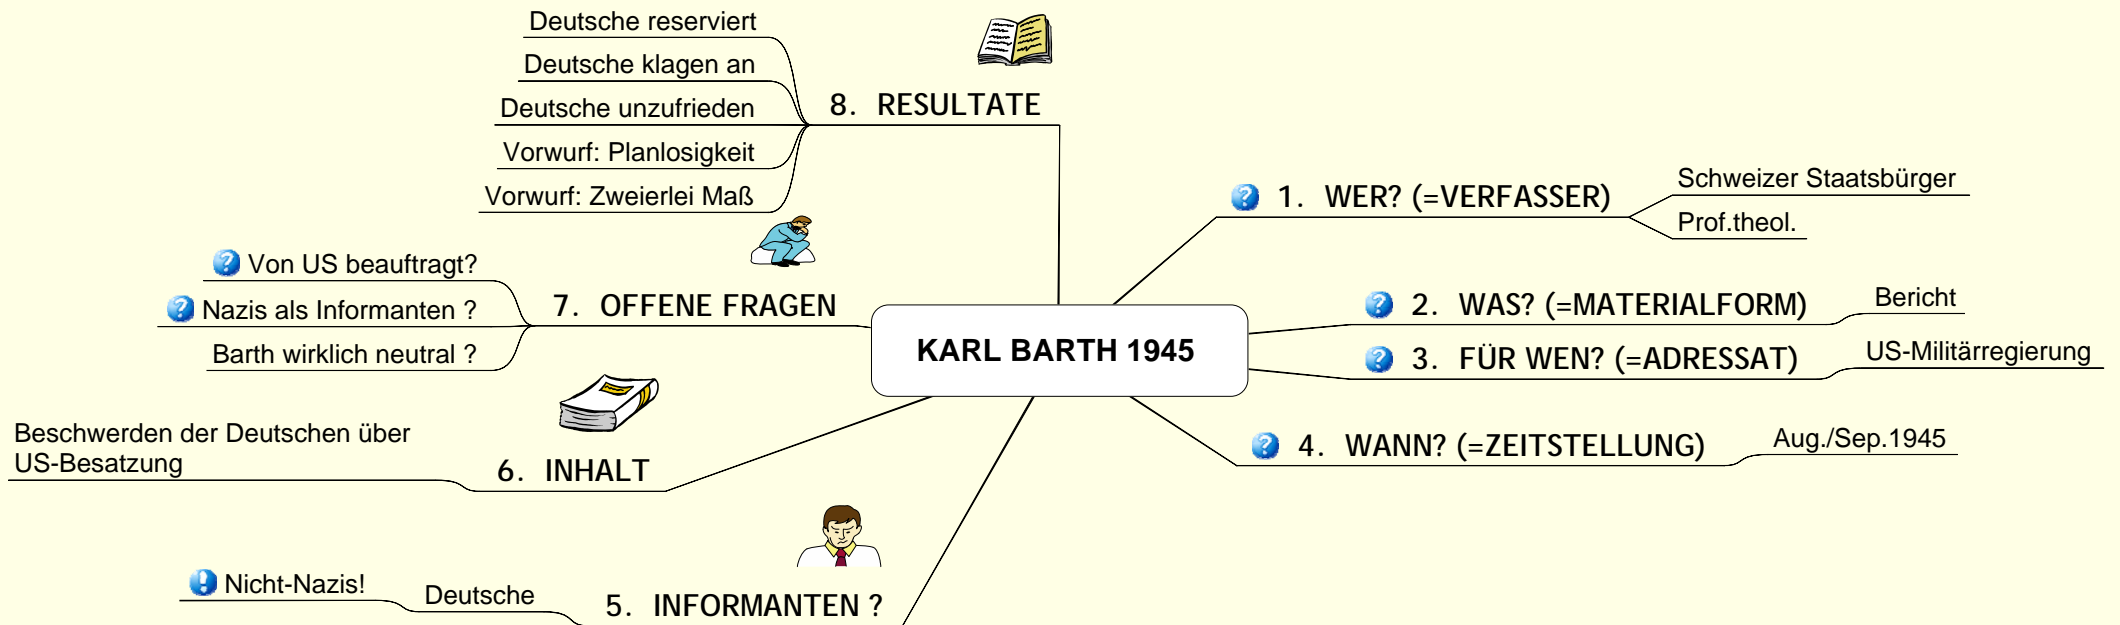 KARL BARTH 1945
1. WER? (=VERFASSER)
Schweizer Staatsbürger
Prof.theol.
2. WAS? (=MATERIALFORM)
Bericht
3. FÜR WEN? (=ADRESSAT)
US-Militärregierung
4. WANN? (=ZEITSTELLUNG)
Aug./Sep.1945
5. INFORMANTEN ?
Deutsche
Nicht-Nazis!
6. INHALT
Beschwerden der Deutschen über
US-Besatzung
7. OFFENE FRAGEN
Von US beauftragt?
Nazis als Informanten ?
Barth wirklich neutral ?
8. RESULTATE
Deutsche reserviert
Deutsche klagen an
Deutsche unzufrieden
Vorwurf: Planlosigkeit
Vorwurf: Zweierlei Maß